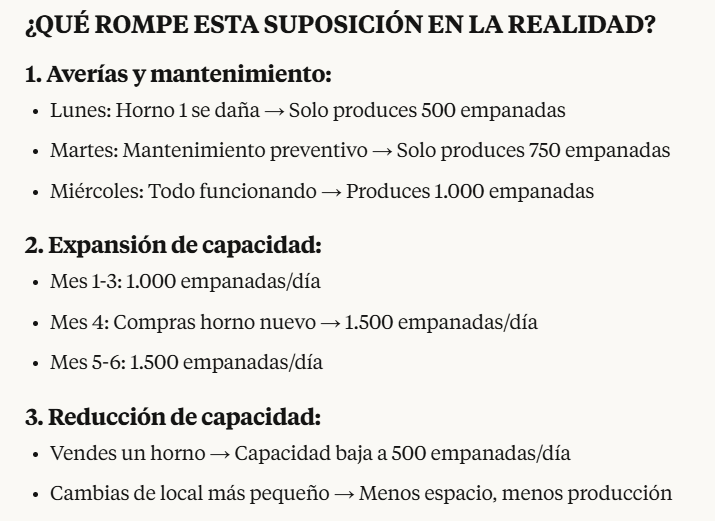 ¿QUÉ ROMPE ESTA SUPOSICIÓN EN LA REALIDAD?
1. Averías y mantenimiento:
• Lunes: Horno 1 se daña → Solo produces 500 empanadas
• Martes: Mantenimiento preventivo → Solo produces 750 empanadas
• Miércoles: Todo funcionando → Produces 1.000 empanadas
2. Expansión de capacidad:
• Mes 1-3: 1.000 empanadas/día
• Mes 4: Compras horno nuevo → 1.500 empanadas/día
• Mes 5-6: 1.500 empanadas/día
3. Reducción de capacidad:
• Vendes un horno → Capacidad baja a 500 empanadas/día
• Cambias de local más pequeño → Menos espacio, menos producción